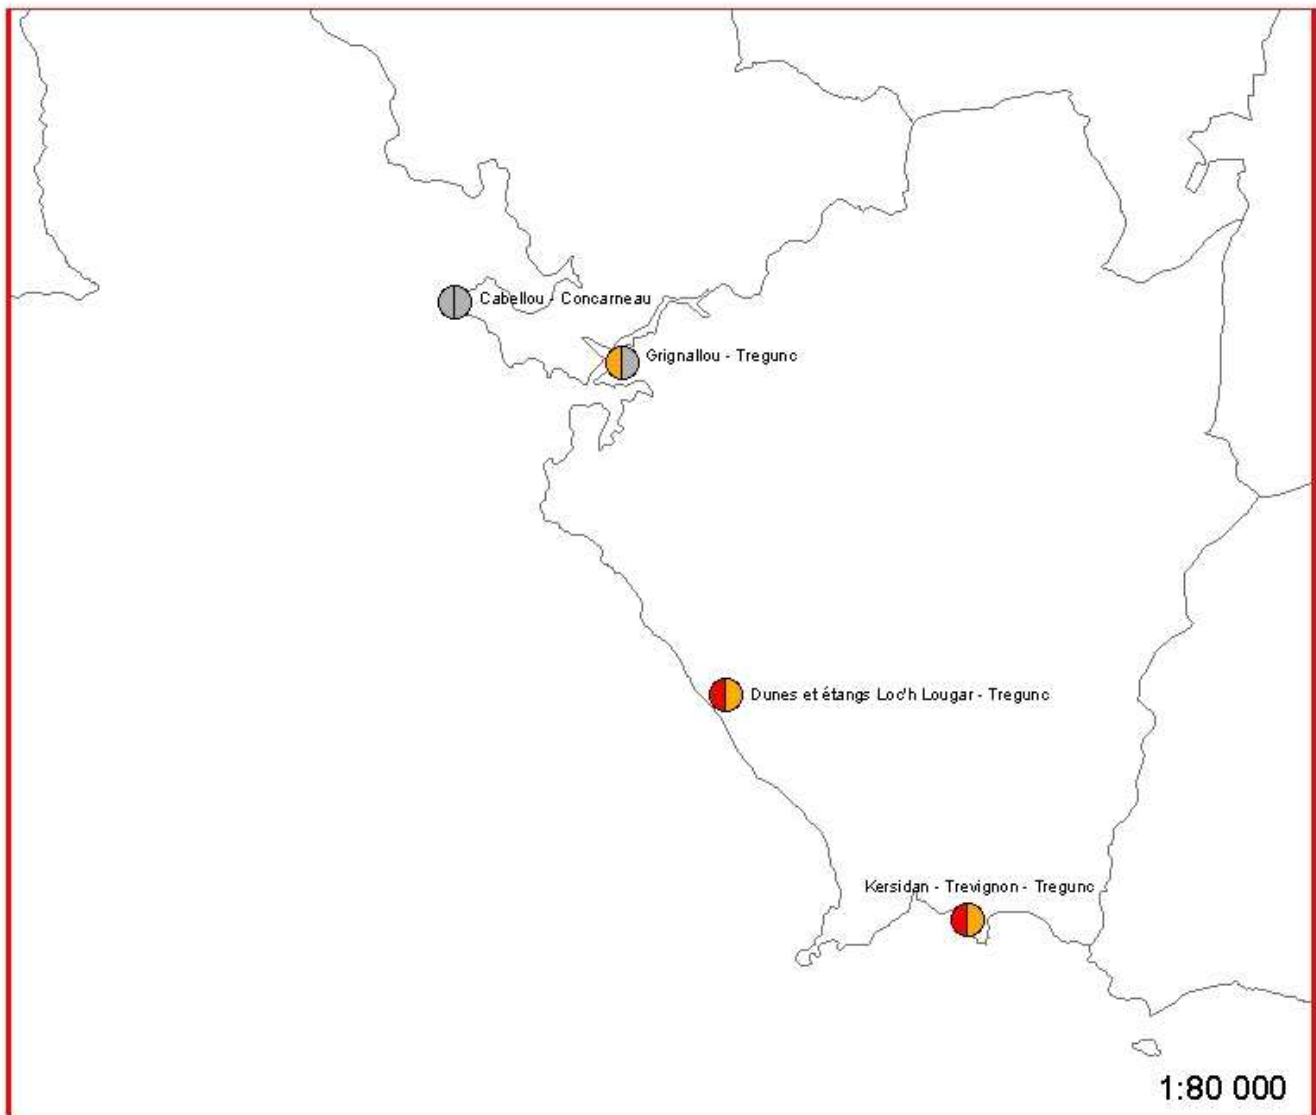 Cabellou - Concarneau
Grignallou - Tregunc
Dunes et étangs Loc'h Lougar - Tregunc
Kersidan - Trevignon - Tregunc
1:80 000